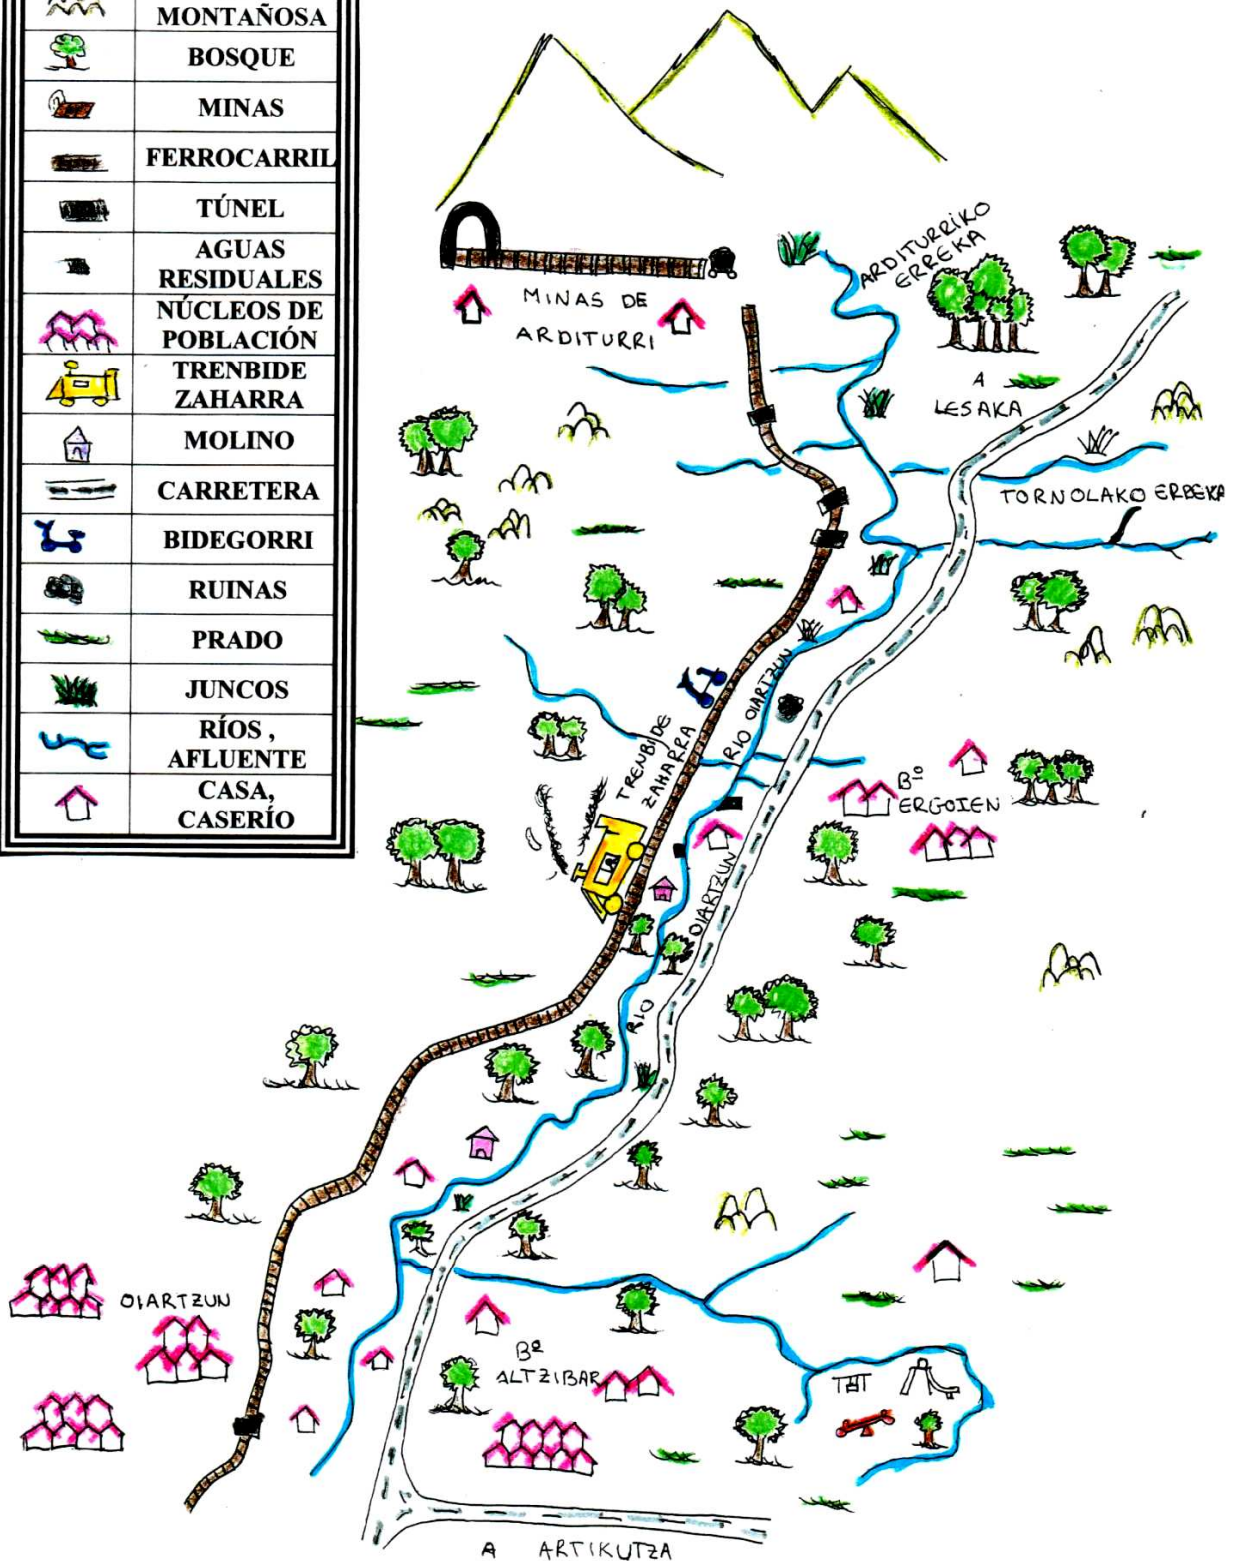 MONTAÑOSA
BOSQUE
MINAS
FERROCARRIL
TÚNEL
AGUAS
RESIDUALES
NÚCLEOS DE
POBLACIÓN
TRENBIDE
ZAHARRA
MOLINO
CARRETERA
BIDEGORRI
RUINAS
PRADO
JUNCOS
RÍOS ,
AFLUENTE
CASA,
CASERÍO
ARDITURRIKO
ERREKA
MINAS DE
ARDITURRI
A
LESAKA
TORNOLAKO ERREKA
RIO OIARTZUN
TRENBIDE
ZAHARRA
Bº
ERGOIEN
RIO OIARTZUN
OIARTZUN
Bº
ALTZIBAR
A ARTIKUTZA